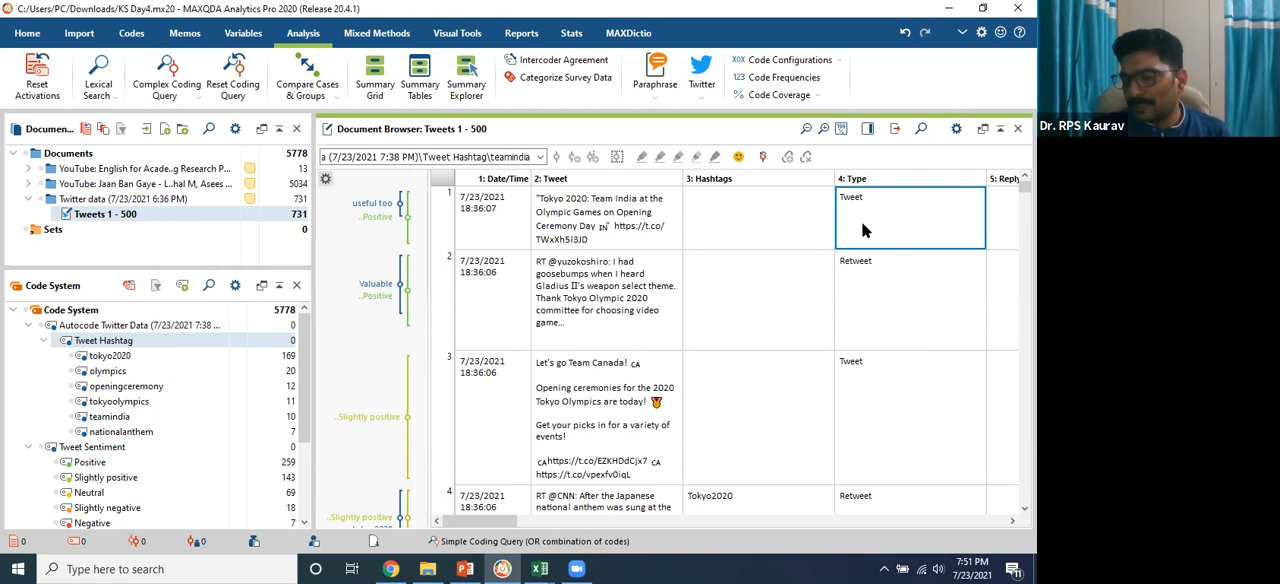 C:/Users/PC/Downloads/KS Day4.mx20 - MAXQDA Analytics Pro 2020 (Release 20.4.1)
Home Import Codes Memos Variables Analysis Mixed Methods Visual Tools Reports Stats MAXDictio
Reset Activations
Lexical Search
Complex Coding Query
Reset Coding Query
Compare Cases & Groups
Summary Grid
Summary Tables
Summary Explorer
Intercoder Agreement
Categorize Survey Data
Paraphrase
Twitter
Code Configurations
123 Code Frequencies
% Code Coverage
Dr. RPS Kaurav
Documen...
Documents 5778
YouTube: English for Acade...g Research P... 13
YouTube: Jaan Ban Gaye - L...hal M, Asees ... 5034
Twitter data (7/23/2021 6:36 PM) 731
Tweets 1 - 500 731
Sets 0
Code System
Code System 5778
Autocode Twitter Data (7/23/2021 7:38 ... 0
Tweet Hashtag 0
tokyo2020 169
olympics 20
openingceremony 12
tokyoolympics 11
teamindia 10
nationalanthem 7
Tweet Sentiment 0
Positive 259
Slightly positive 143
Neutral 69
Slightly negative 18
Negative 7
Document Browser: Tweets 1 - 500
a (7/23/2021 7:38 PM)\Tweet Hashtag\teamindia
1: Date/Time 2: Tweet 3: Hashtags 4: Type 5: Reply
useful too
..Positive
1
7/23/2021
18:36:07
"Tokyo 2020: Team India at the
Olympic Games on Opening
Ceremony Day IN" https://t.co/
TWxXh5l3JD
Tweet
Valuable
..Positive
2
7/23/2021
18:36:06
RT @yuzokoshiro: I had
goosebumps when I heard
Gladius II's weapon select theme.
Thank Tokyo Olympic 2020
committee for choosing video
game...
Retweet
..Slightly positive
3
7/23/2021
18:36:06
Let's go Team Canada! CA
Opening ceremonies for the 2020
Tokyo Olympics are today!
Get your picks in for a variety of
events!
CAhttps://t.co/EZKHDdCjx7 CA
https://t.co/vpexfv0iqL
Tweet
..Slightly positive
4
7/23/2021
18:36:06
RT @CNN: After the Japanese
national anthem was sung at the
Tokyo2020
Retweet
0 0 0 0
Simple Coding Query (OR combination of codes)
Type here to search
7:51 PM
7/23/2021
11